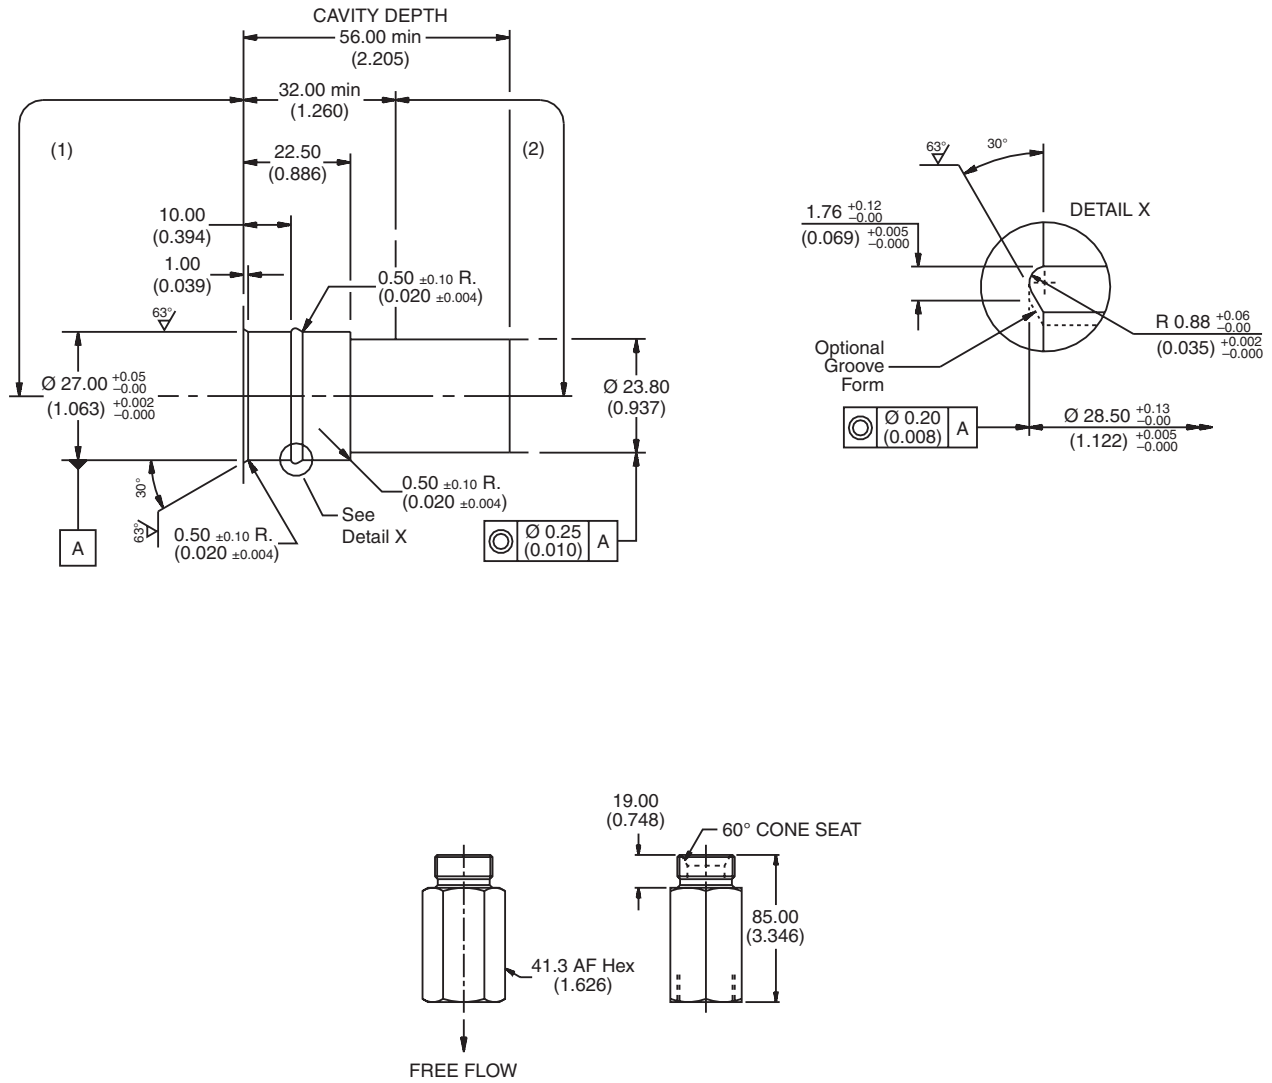 CAVITY DEPTH
56.00 min
(2.205)
32.00 min
(1.260)
(1)
(2)
22.50
(0.886)
10.00
(0.394)
1.00
(0.039)
0.50 ±0.10 R.
(0.020 ±0.004)
63°
Ø 27.00 +0.05 −0.00
(1.063) +0.002 −0.000
Ø 23.80
(0.937)
30°
63°
A
0.50 ±0.10 R.
(0.020 ±0.004)
See
Detail X
0.50 ±0.10 R.
(0.020 ±0.004)
Ø 0.25
(0.010)
A
63°
30°
DETAIL X
1.76 +0.12 −0.00
(0.069) +0.005 −0.000
R 0.88 +0.06 −0.00
(0.035) +0.002 −0.000
Optional
Groove
Form
Ø 0.20
(0.008)
A
Ø 28.50 +0.13 −0.00
(1.122) +0.005 −0.000
19.00
(0.748)
60° CONE SEAT
85.00
(3.346)
41.3 AF Hex
(1.626)
FREE FLOW